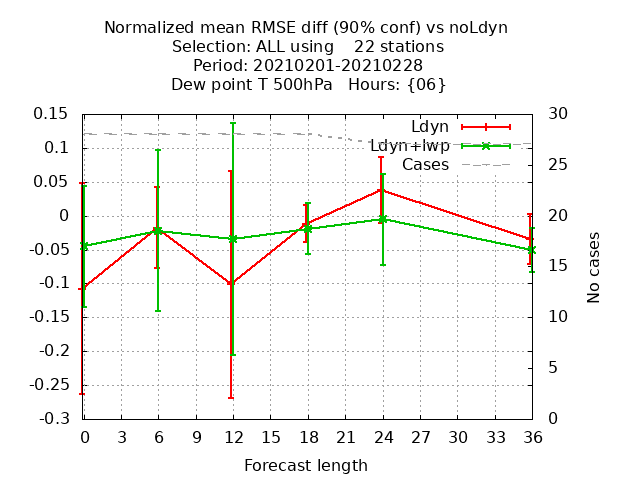 Normalized mean RMSE diff (90% conf) vs noLdyn
Selection: ALL using    22 stations
Period: 20210201-20210228
Dew point T 500hPa   Hours: {06}
0.15
0.1
0.05
0
-0.05
-0.1
-0.15
-0.2
-0.25
-0.3
Ldyn
Ldyn+lwp
Cases
30
25
20
15
10
5
0
No cases
0 3 6 9 12 15 18 21 24 27 30 33 36
Forecast length